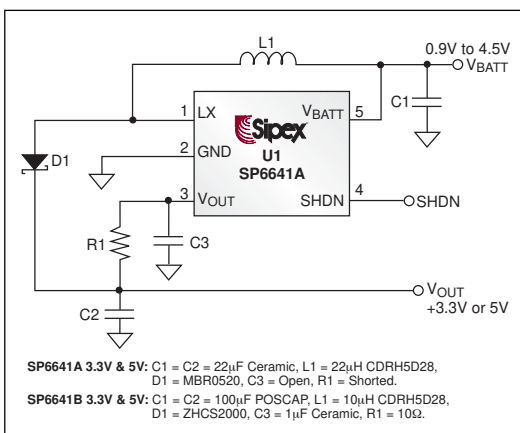 L1
0.9V to 4.5V
VBATT
C1
1 LX
VBATT 5
Sipex
D1
2 GND
U1
SP6641A
3 VOUT
SHDN 4
SHDN
R1
C3
C2
VOUT
+3.3V or 5V
SP6641A 3.3V & 5V: C1 = C2 = 22µF Ceramic, L1 = 22µH CDRH5D28,
D1 = MBR0520, C3 = Open, R1 = Shorted.
SP6641B 3.3V & 5V: C1 = C2 = 100µF POSCAP, L1 = 10µH CDRH5D28,
D1 = ZHCS2000, C3 = 1µF Ceramic, R1 = 10Ω.